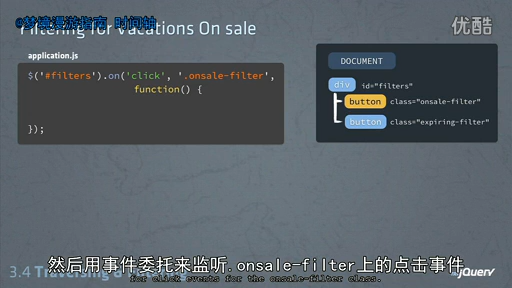 @梦境漫游指南.时间轴
优酷
Filtering for Vacations On sale
application.js
$('#filters').on('click', '.onsale-filter',
function() {
});
DOCUMENT
div id="filters"
button class="onsale-filter"
button class="expiring-filter"
然后用事件委托来监听.onsale-filter上的点击事件
for click events for the onsale-filter class.
3.4 Traversing & Filtering
jQuery